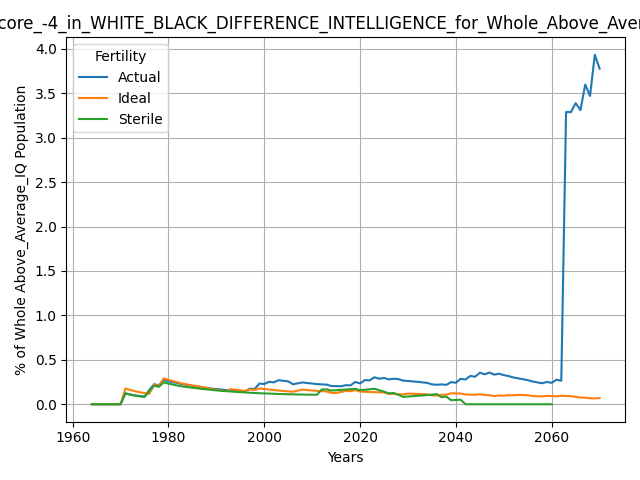 core_-4_in_WHITE_BLACK_DIFFERENCE_INTELLIGENCE_for_Whole_Above_Aver
Fertility
Actual
Ideal
Sterile
% of Whole Above_Average_IQ Population
4.0
3.5
3.0
2.5
2.0
1.5
1.0
0.5
0.0
1960 1980 2000 2020 2040 2060
Years